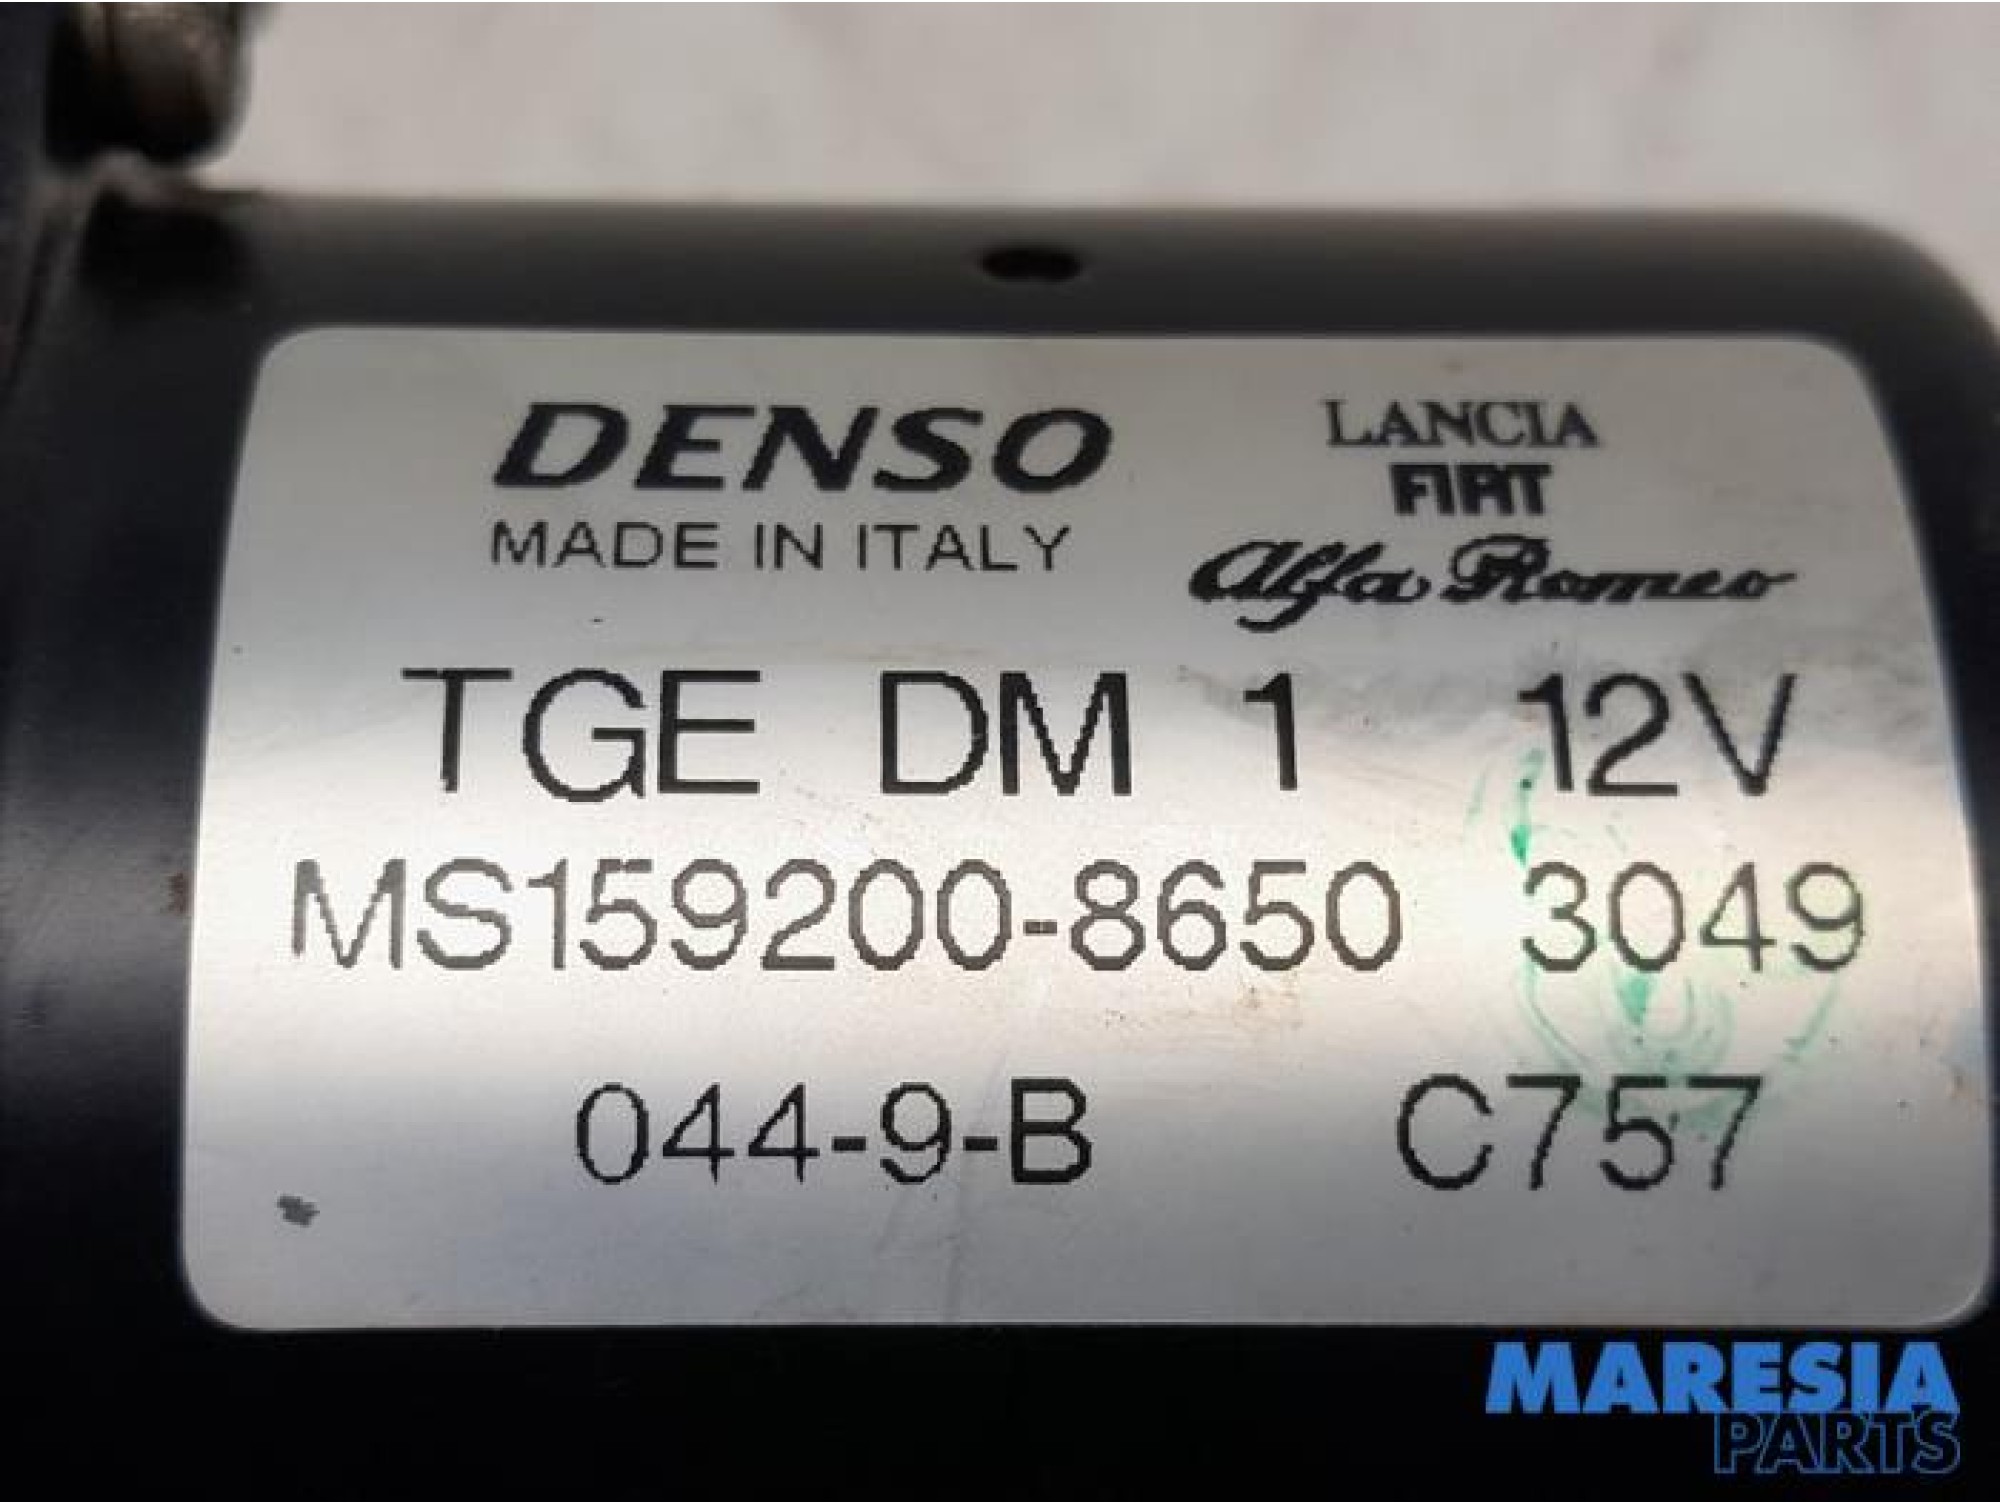 DENSO
MADE IN ITALY
LANCIA
FIAT
Alfa Romeo
TGE DM 1 12V
MS159200-8650 3049
044-9-B C757
MARESIA
PARTS